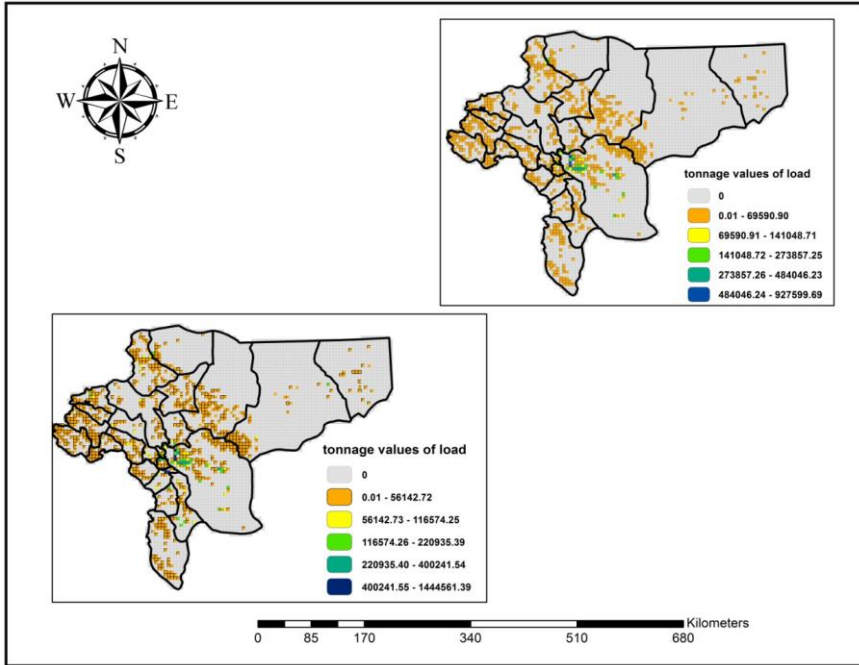 N
W E
S
tonnage values of load
0
0.01 - 69590.90
69590.91 - 141048.71
141048.72 - 273857.25
273857.26 - 484046.23
484046.24 - 927599.69
tonnage values of load
0
0.01 - 56142.72
56142.73 - 116574.25
116574.26 - 220935.39
220935.40 - 400241.54
400241.55 - 1444561.39
Kilometers
0 85 170 340 510 680